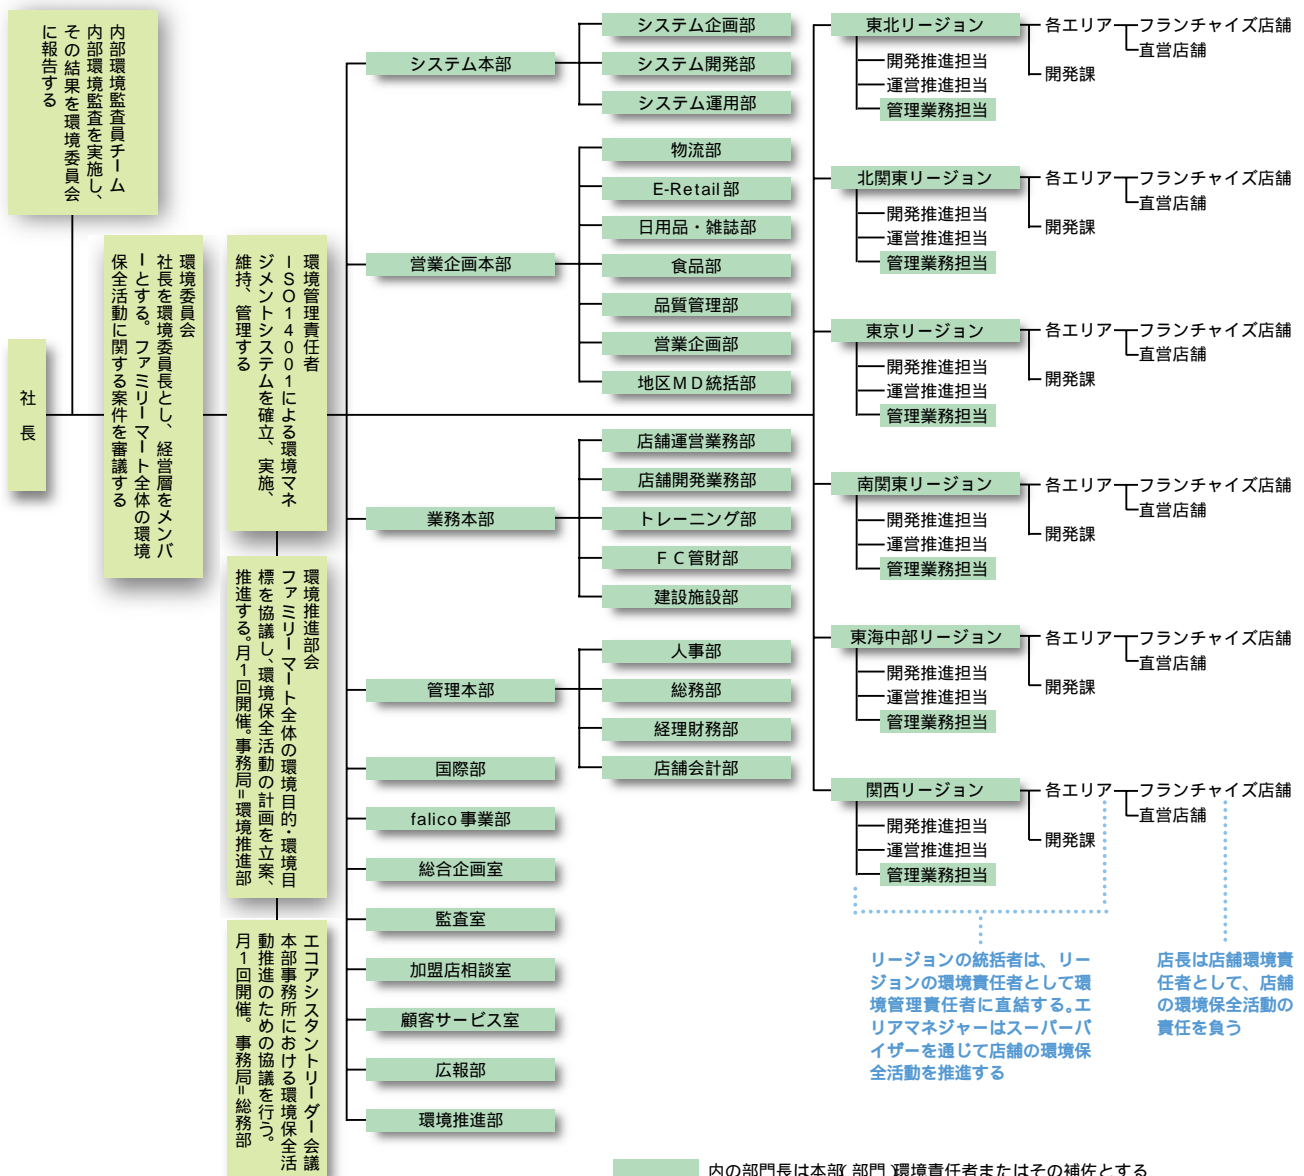 内部環境監査員チーム
内部環境監査を実施し、
その結果を環境委員会
に報告する
社長
環境委員会
社長を環境委員長とし、経営層をメンバ
ーとする。ファミリーマート全体の環境
保全活動に関する案件を審議する
環境管理責任者
ISO14001による環境マネ
ジメントシステムを確立、実施、
維持、管理する
環境推進部会
ファミリーマート全体の環境目的・環境目
標を協議し、環境保全活動の計画を立案、
推進する。月1回開催。事務局=環境推進部
エコアシスタントリーダー会議
本部事務所における環境保全活
動推進のための協議を行う。
月1回開催。事務局=総務部
システム本部
システム企画部
システム開発部
システム運用部
営業企画本部
物流部
E-Retail部
日用品・雑誌部
食品部
品質管理部
営業企画部
地区MD統括部
業務本部
店舗運営業務部
店舗開発業務部
トレーニング部
FC管財部
建設施設部
管理本部
人事部
総務部
経理財務部
店舗会計部
国際部
falico事業部
総合企画室
監査室
加盟店相談室
顧客サービス室
広報部
環境推進部
東北リージョン
開発推進担当
運営推進担当
管理業務担当
各エリア
フランチャイズ店舗
直営店舗
開発課
北関東リージョン
開発推進担当
運営推進担当
管理業務担当
各エリア
フランチャイズ店舗
直営店舗
開発課
東京リージョン
開発推進担当
運営推進担当
管理業務担当
各エリア
フランチャイズ店舗
直営店舗
開発課
南関東リージョン
開発推進担当
運営推進担当
管理業務担当
各エリア
フランチャイズ店舗
直営店舗
開発課
東海中部リージョン
開発推進担当
運営推進担当
管理業務担当
各エリア
フランチャイズ店舗
直営店舗
開発課
関西リージョン
開発推進担当
運営推進担当
管理業務担当
各エリア
フランチャイズ店舗
直営店舗
開発課
リージョンの統括者は、リー
ジョンの環境責任者として環
境管理責任者に直結する。エ
リアマネジャーはスーパーバ
イザーを通じて店舗の環境保
全活動を推進する
店長は店舗環境責
任者として、店舗
の環境保全活動の
責任を負う
内の部門長は本部(部門)環境責任者またはその補佐とする